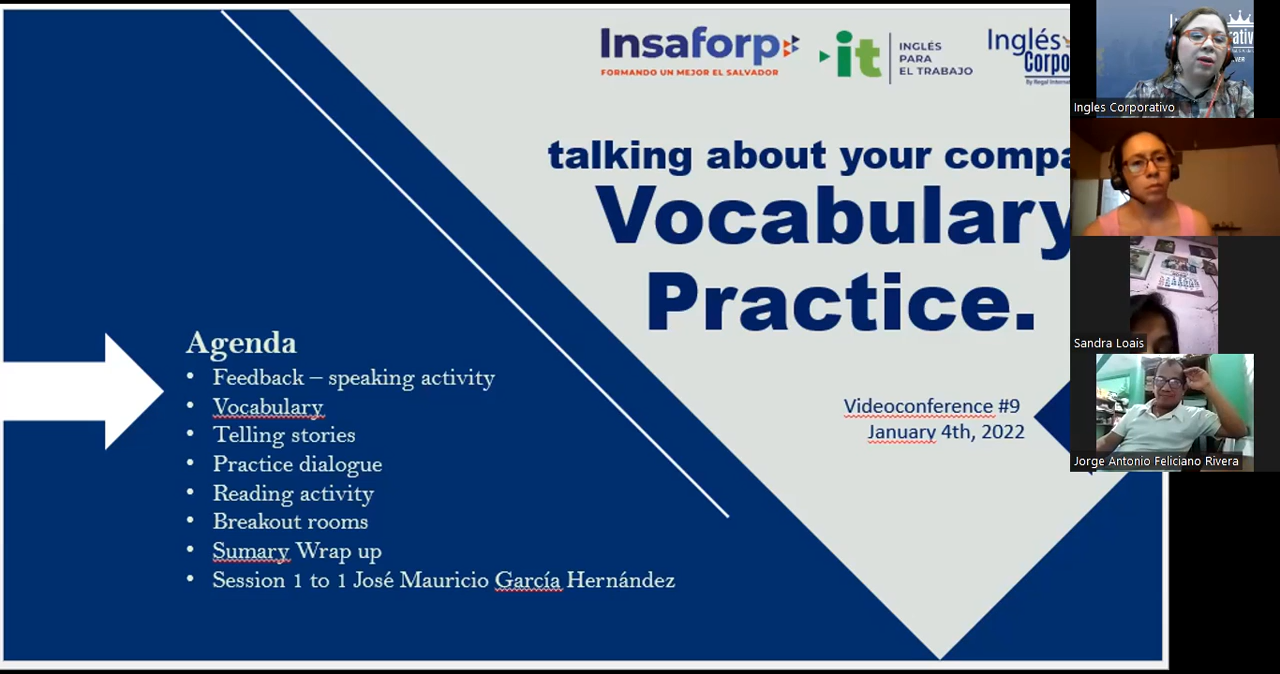 Insaforp
FORMANDO UN MEJOR EL SALVADOR
it
INGLÉS
PARA
EL TRABAJO
Inglés
Corpo
talking about your compa
Vocabulary
Practice.
Agenda
• Feedback – speaking activity
• Vocabulary
• Telling stories
• Practice dialogue
• Reading activity
• Breakout rooms
• Sumary Wrap up
• Session 1 to 1 José Mauricio García Hernández
Videoconference #9
January 4th, 2022
Ingles Corporativo
Sandra Loais
Jorge Antonio Feliciano Rivera